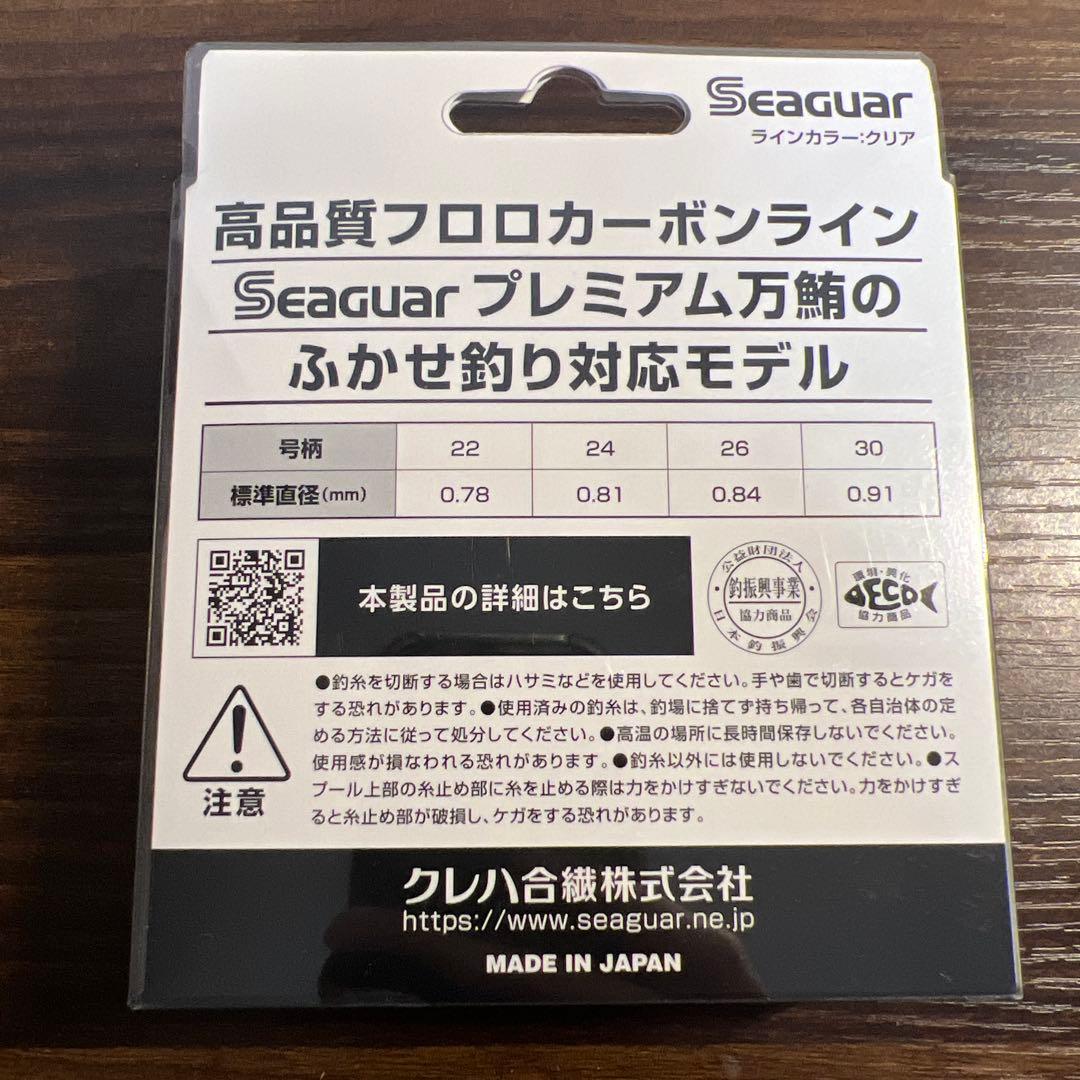 Seaguar
ラインカラー:クリア
高品質フロロカーボンライン
Seaguar プレミアム万鮪の
ふかせ釣り対応モデル
号柄 22 24 26 30
標準直径(mm) 0.78 0.81 0.84 0.91
本製品の詳細はこちら
公益財団法人
釣振興事業
協力商品
日本釣振興会
環境・美化
ECO
協力商品
注意
●釣糸を切断する場合はハサミなどを使用してください。手や歯で切断するとケガを
する恐れがあります。●使用済みの釣糸は、釣場に捨てず持ち帰って、各自治体の定
める方法に従って処分してください。●高温の場所に長時間保存しないでください。
使用感が損なわれる恐れがあります。●釣糸以外には使用しないでください。●ス
プール上部の糸止め部に糸を止める際は力をかけすぎないでください。力をかけすぎ
ると糸止め部が破損し、ケガをする恐れがあります。
クレハ合繊株式会社
https://www.seaguar.ne.jp
MADE IN JAPAN